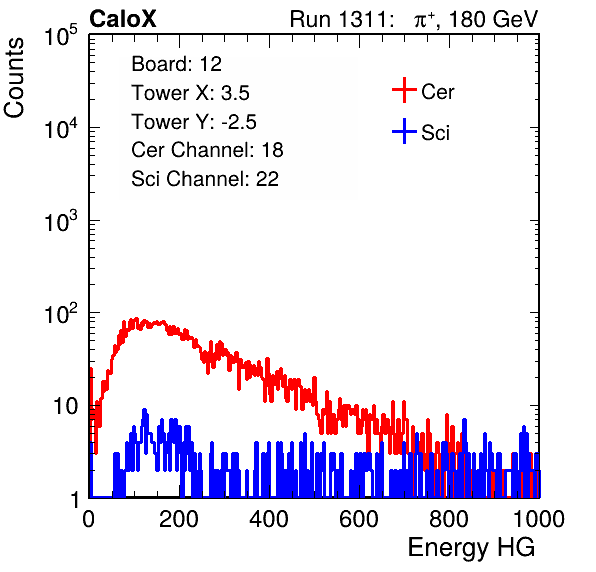 CaloX Run 1311: π⁺, 180 GeV
Counts
10⁵
10⁴
10³
10²
10
1
Board: 12
Tower X: 3.5
Tower Y: -2.5
Cer Channel: 18
Sci Channel: 22
Cer
Sci
0 200 400 600 800 1000
Energy HG